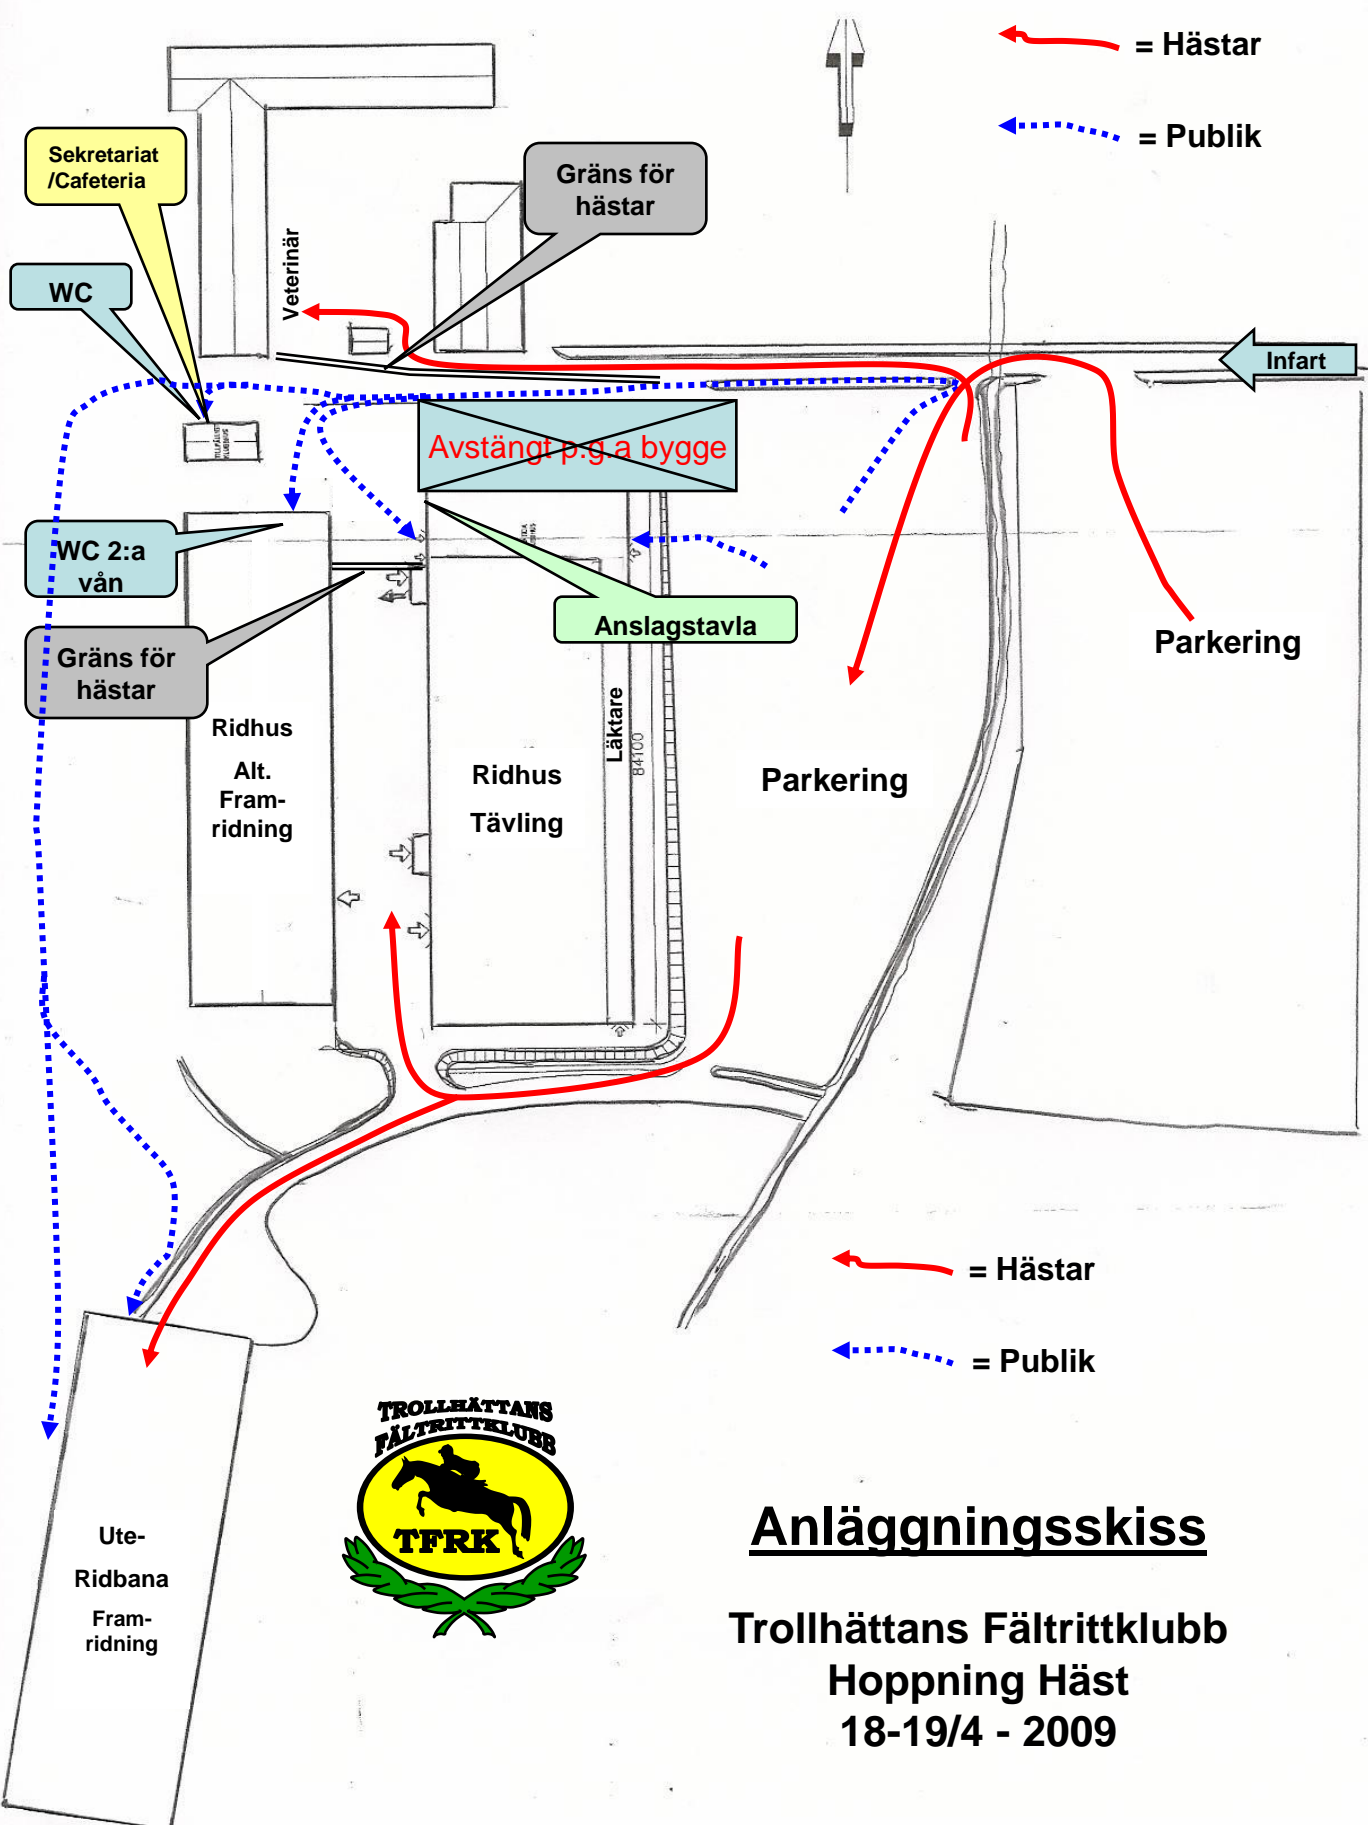 = Hästar
= Publik
Sekretariat
/Cafeteria
Gräns för
hästar
Veterinär
WC
Infart
Avstängt p.g.a bygge
WC 2:a
vån
Anslagstavla
Gräns för
hästar
Parkering
Ridhus
Alt.
Fram-
ridning
Ridhus
Tävling
Läktare
84100
Parkering
= Hästar
= Publik
TROLLHÄTTANS
FÄLTRITTKLUBB
TFRK
Ute-
Ridbana
Fram-
ridning
Anläggningsskiss
Trollhättans Fältrittklubb
Hoppning Häst
18-19/4 - 2009